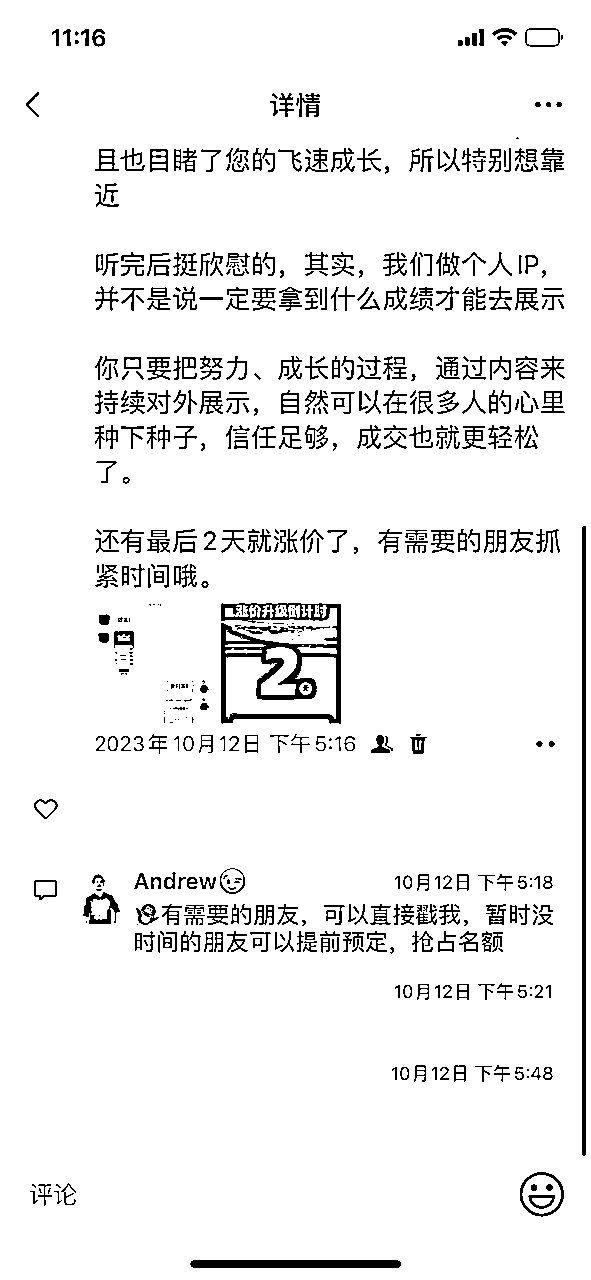 11:16
详情
且也目睹了您的飞速成长，所以特别想靠
近
听完后挺欣慰的，其实，我们做个人IP，
并不是说一定要拿到什么成绩才能去展示
你只要把努力、成长的过程，通过内容来
持续对外展示，自然可以在很多人的心里
种下种子，信任足够，成交也就更轻松
了。
还有最后2天就涨价了，有需要的朋友抓
紧时间哦。
涨价升级倒计时
2
2023年10月12日 下午5:16
Andrew
10月12日 下午5:18
有需要的朋友，可以直接戳我，暂时没
时间的朋友可以提前预定，抢占名额
10月12日 下午5:21
10月12日 下午5:48
评论